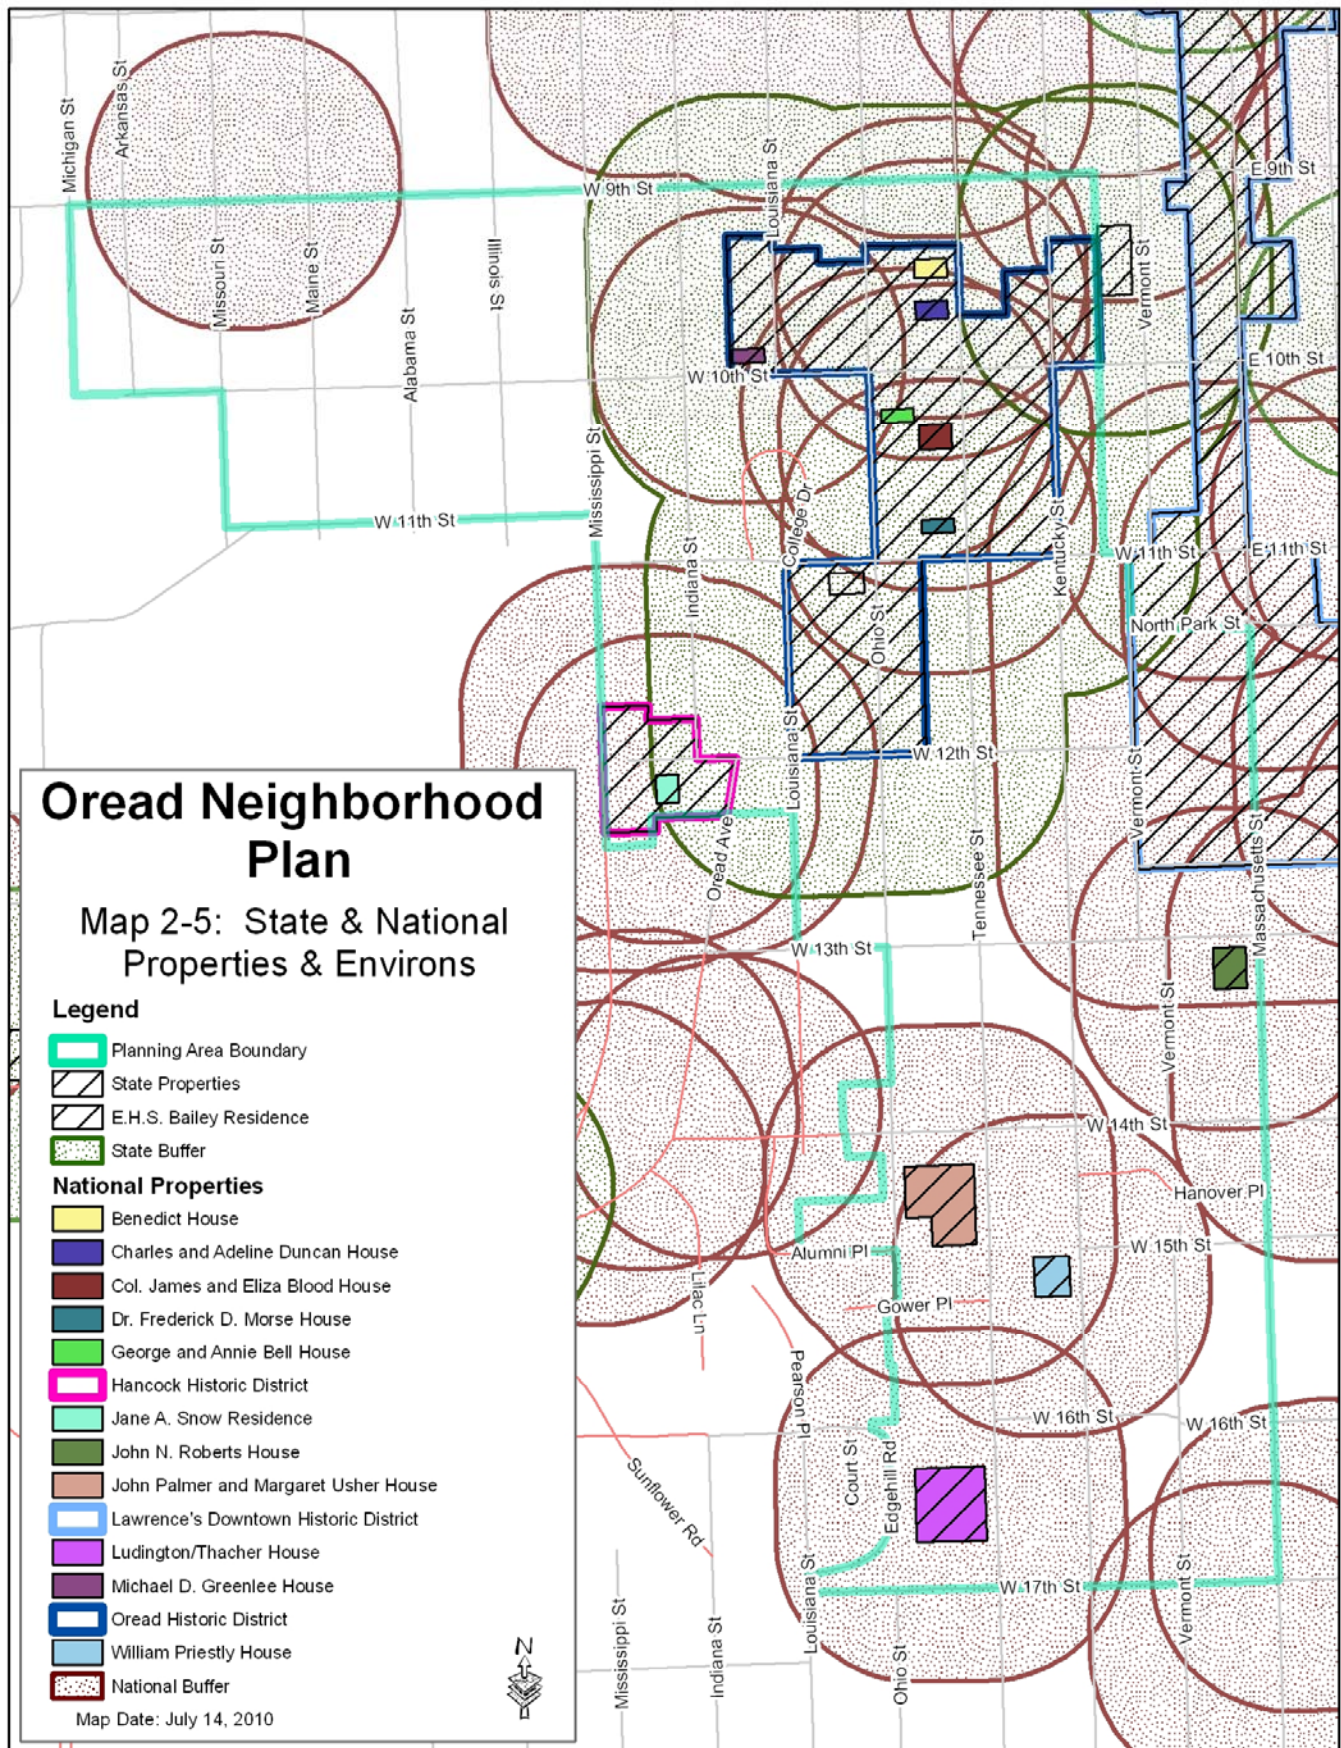 Michigan St
Arkansas St
Louisiana St
E 9th St
W 9th St
Missouri St
Maine St
Illinois St
Vermont St
Alabama St
E 10th St
W 10th St
Mississippi St
College Dr
Kentucky St
W 11th St
W 11th St
E 11th St
Indiana St
North Park St
Ohio St
Louisiana St
W 12th St
Vermont St
Oread Ave
Tennessee St
Massachusetts St
W 13th St
Vermont St
W 14th St
Hanover Pl
W 15th St
Alumni Pl
Lilac Ln
Gower Pl
Pearson Pl
W 16th St
W 16th St
Court St
Edgehill Rd
Sunflower Rd
Louisiana St
W 17th St
Vermont St
Mississippi St
Indiana St
Ohio St
Oread Neighborhood
Plan
Map 2-5: State & National
Properties & Environs
Legend
Planning Area Boundary
State Properties
E.H.S. Bailey Residence
State Buffer
National Properties
Benedict House
Charles and Adeline Duncan House
Col. James and Eliza Blood House
Dr. Frederick D. Morse House
George and Annie Bell House
Hancock Historic District
Jane A. Snow Residence
John N. Roberts House
John Palmer and Margaret Usher House
Lawrence's Downtown Historic District
Ludington/Thacher House
Michael D. Greenlee House
Oread Historic District
William Priestly House
National Buffer
N
Map Date: July 14, 2010